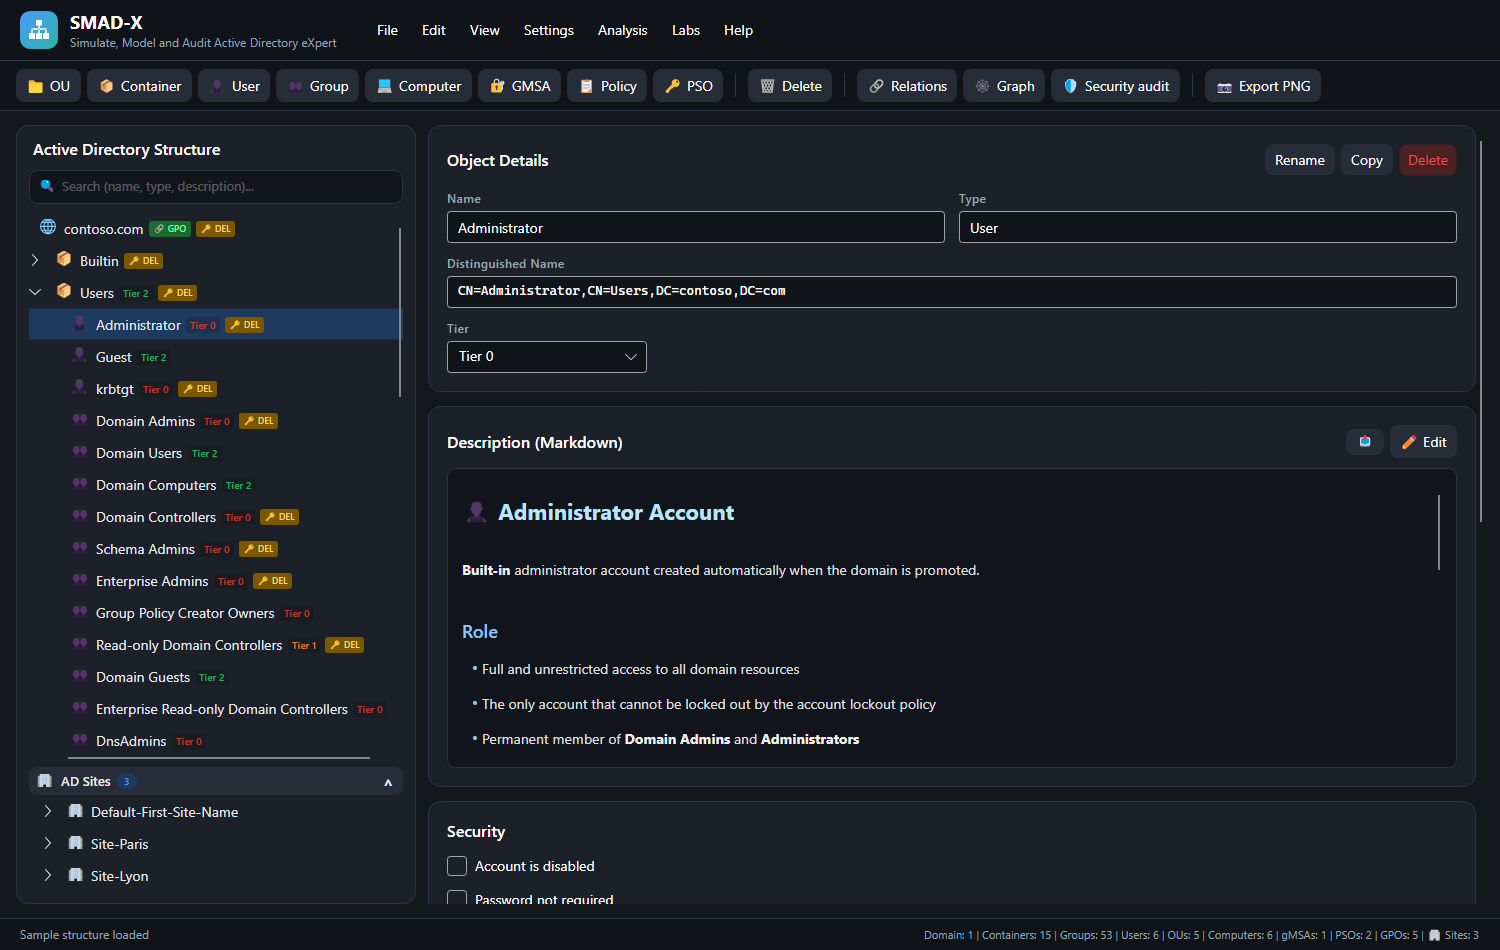 SMAD-X
Simulate, Model and Audit Active Directory eXpert
File Edit View Settings Analysis Labs Help
OU Container User Group Computer GMSA Policy PSO Delete Relations Graph Security audit Export PNG
Active Directory Structure
Search (name, type, description)...
contoso.com GPO DEL
Builtin DEL
Users Tier 2 DEL
Administrator Tier 0 DEL
Guest Tier 2
krbtgt Tier 0 DEL
Domain Admins Tier 0 DEL
Domain Users Tier 2
Domain Computers Tier 2
Domain Controllers Tier 0 DEL
Schema Admins Tier 0 DEL
Enterprise Admins Tier 0 DEL
Group Policy Creator Owners Tier 0
Read-only Domain Controllers Tier 1 DEL
Domain Guests Tier 2
Enterprise Read-only Domain Controllers Tier 0
DnsAdmins Tier 0
AD Sites 3
Default-First-Site-Name
Site-Paris
Site-Lyon
Object Details
Rename Copy Delete
Name Type
Administrator User
Distinguished Name
CN=Administrator,CN=Users,DC=contoso,DC=com
Tier
Tier 0
Description (Markdown)
Edit
Administrator Account
Built-in administrator account created automatically when the domain is promoted.
Role
• Full and unrestricted access to all domain resources
• The only account that cannot be locked out by the account lockout policy
• Permanent member of Domain Admins and Administrators
Security
Account is disabled
Password not required
Sample structure loaded
Domain: 1 | Containers: 15 | Groups: 53 | Users: 6 | OUs: 5 | Computers: 6 | gMSAs: 1 | PSOs: 2 | GPOs: 5 | Sites: 3